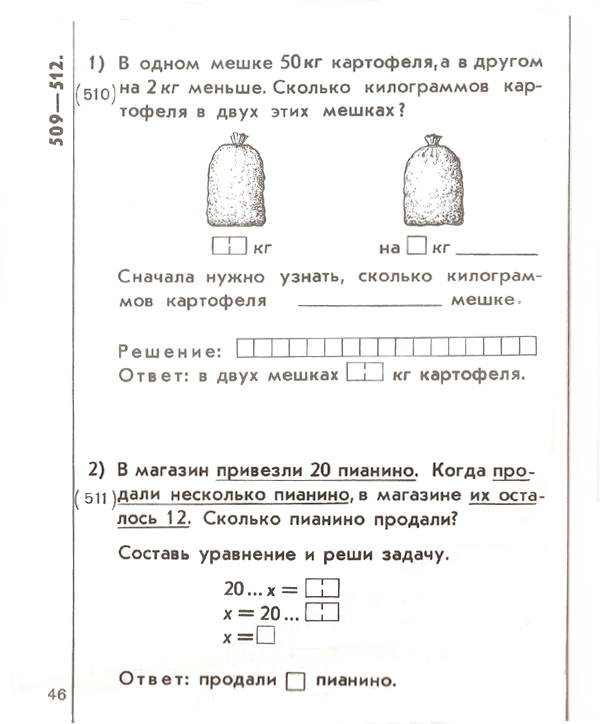 509—512.
1) В одном мешке 50 кг картофеля, а в другом
(510) на 2 кг меньше. Сколько килограммов кар-
тофеля в двух этих мешках?
кг на кг
Сначала нужно узнать, сколько килограм-
мов картофеля мешке.
Решение:
Ответ: в двух мешках кг картофеля.
2) В магазин привезли 20 пианино. Когда про-
(511) дали несколько пианино, в магазине их оста-
лось 12. Сколько пианино продали?
Составь уравнение и реши задачу.
20 ... х =
х = 20 ...
х =
Ответ: продали пианино.
46